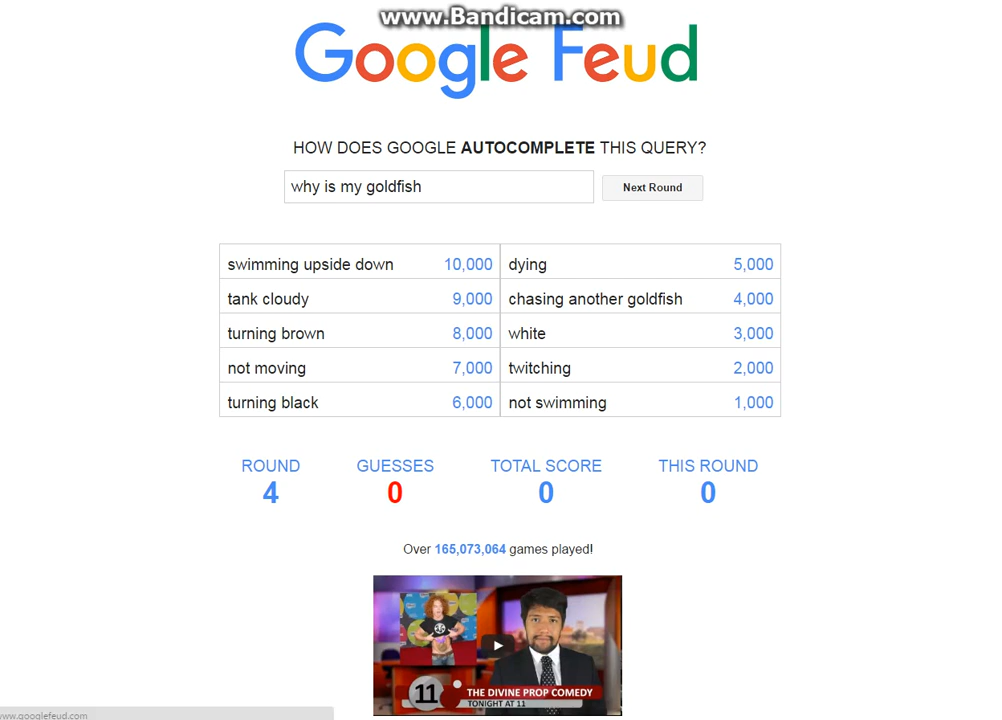 www.Bandicam.com
Google Feud
HOW DOES GOOGLE AUTOCOMPLETE THIS QUERY?
why is my goldfish
Next Round
swimming upside down 10,000 dying 5,000
tank cloudy 9,000 chasing another goldfish 4,000
turning brown 8,000 white 3,000
not moving 7,000 twitching 2,000
turning black 6,000 not swimming 1,000
ROUND GUESSES TOTAL SCORE THIS ROUND
4 0 0 0
Over 165,073,064 games played!
11 THE DIVINE PROP COMEDY
TONIGHT AT 11
www.googlefeud.com